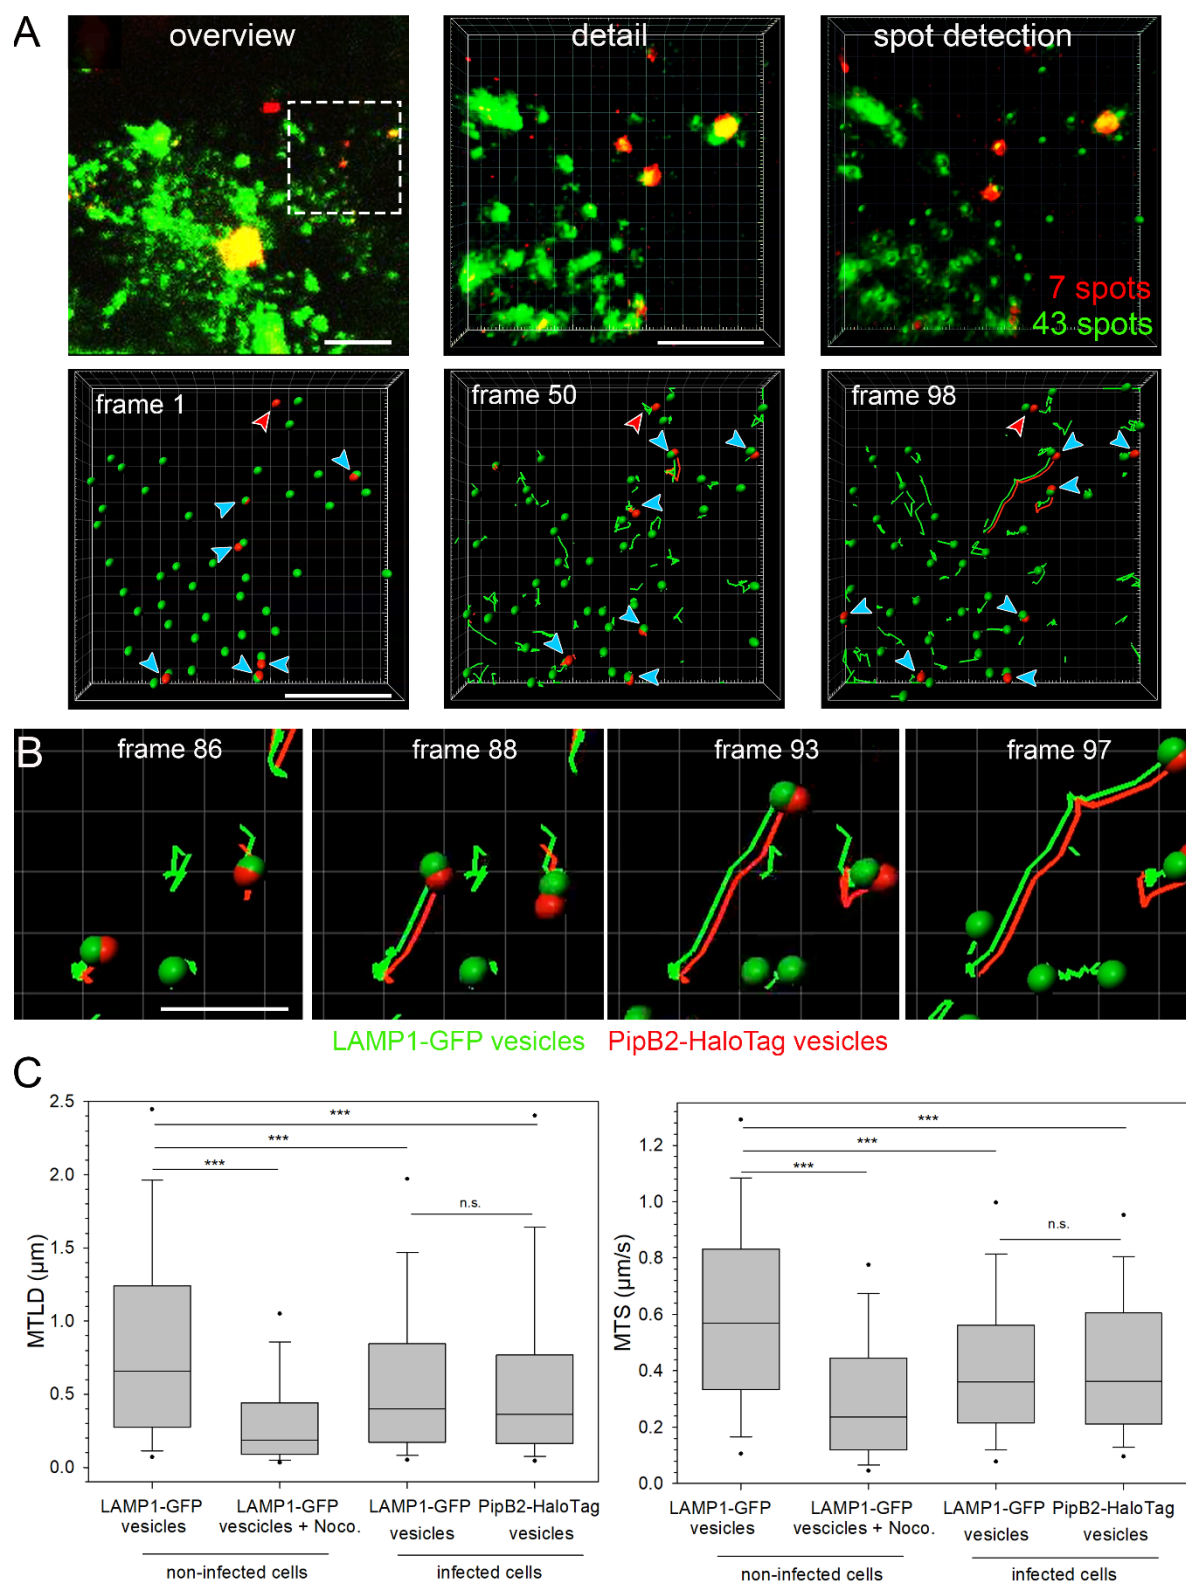 A
overview
detail
spot detection
7 spots
43 spots
frame 1
frame 50
frame 98
B
frame 86
frame 88
frame 93
frame 97
LAMP1-GFP vesicles PipB2-HaloTag vesicles
C
MTLD (µm)
2.5
2.0
1.5
1.0
0.5
0.0
***
***
***
n.s.
LAMP1-GFP vesicles
LAMP1-GFP vescicles + Noco.
LAMP1-GFP vesicles
PipB2-HaloTag vesicles
non-infected cells
infected cells
MTS (µm/s)
1.2
1.0
0.8
0.6
0.4
0.2
0.0
***
***
***
n.s.
LAMP1-GFP vesicles
LAMP1-GFP vescicles + Noco.
LAMP1-GFP vesicles
PipB2-HaloTag vesicles
non-infected cells
infected cells